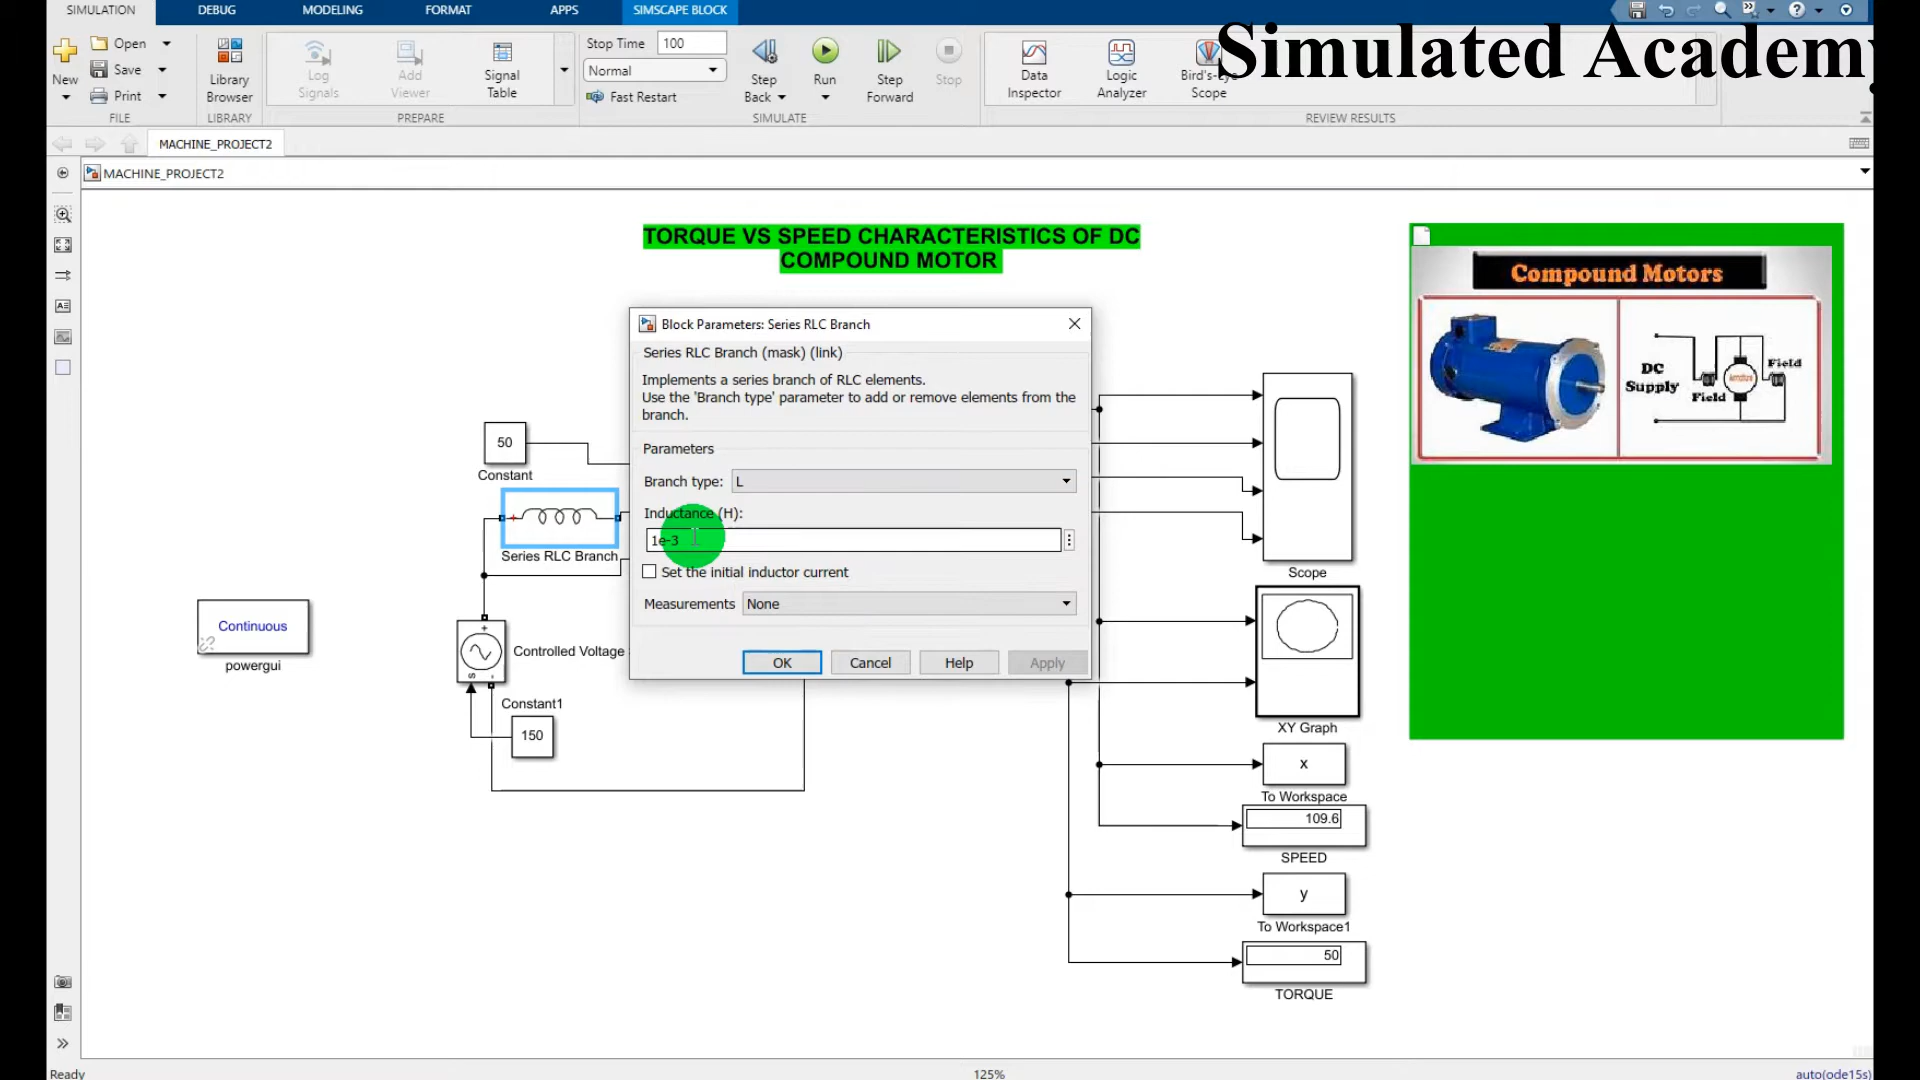 SIMULATION
DEBUG
MODELING
FORMAT
APPS
SIMSCAPE BLOCK
New
Open
Save
Print
FILE
Library
Browser
LIBRARY
Log
Signals
Add
Viewer
Signal
Table
PREPARE
Stop Time 100
Normal
Fast Restart
Step
Back
Run
Step
Forward
Stop
SIMULATE
Data
Inspector
Logic
Analyzer
Bird's-Eye
Scope
REVIEW RESULTS
Simulated Academy
MACHINE_PROJECT2
MACHINE_PROJECT2
TORQUE VS SPEED CHARACTERISTICS OF DC
COMPOUND MOTOR
Compound Motors
DC
Supply
Field
Armature
Field
Block Parameters: Series RLC Branch
Series RLC Branch (mask) (link)
Implements a series branch of RLC elements.
Use the 'Branch type' parameter to add or remove elements from the
branch.
Parameters
Branch type: L
Inductance (H):
1e-3
Set the initial inductor current
Measurements None
OK
Cancel
Help
Apply
50
Constant
+
Series RLC Branch
Continuous
powergui
+
s
-
Controlled Voltage
Constant1
150
Scope
XY Graph
x
To Workspace
109.6
SPEED
y
To Workspace1
50
TORQUE
Ready
125%
auto(ode15s)